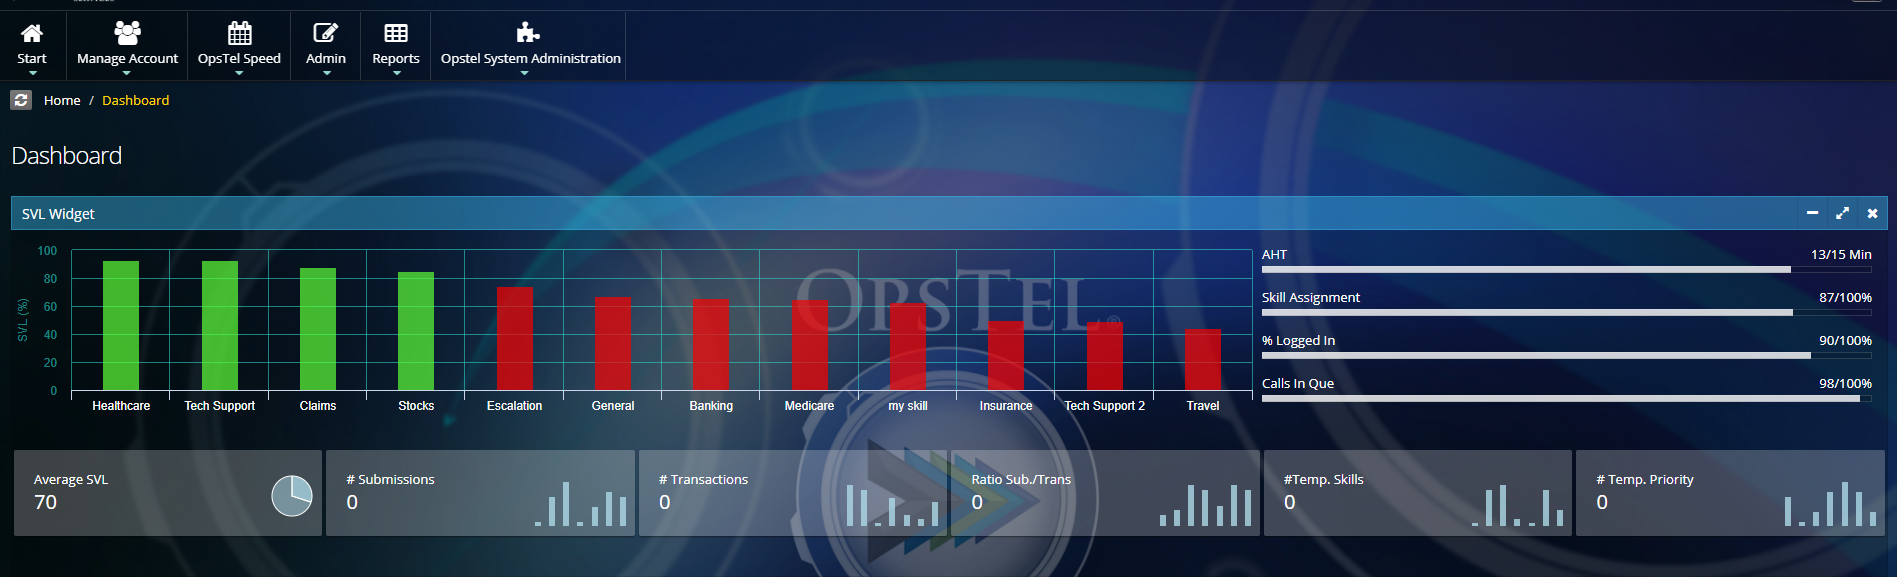 Start
Manage Account
OpsTel Speed
Admin
Reports
Opstel System Administration
Home / Dashboard
Dashboard
SVL Widget
SVL (%)
100
80
60
40
20
0
Healthcare
Tech Support
Claims
Stocks
Escalation
General
Banking
Medicare
my skill
Insurance
Tech Support 2
Travel
OPSTEL®
AHT 13/15 Min
Skill Assignment 87/100%
% Logged In 90/100%
Calls In Que 98/100%
Average SVL
70
# Submissions
0
# Transactions
0
Ratio Sub./Trans
0
#Temp. Skills
0
# Temp. Priority
0